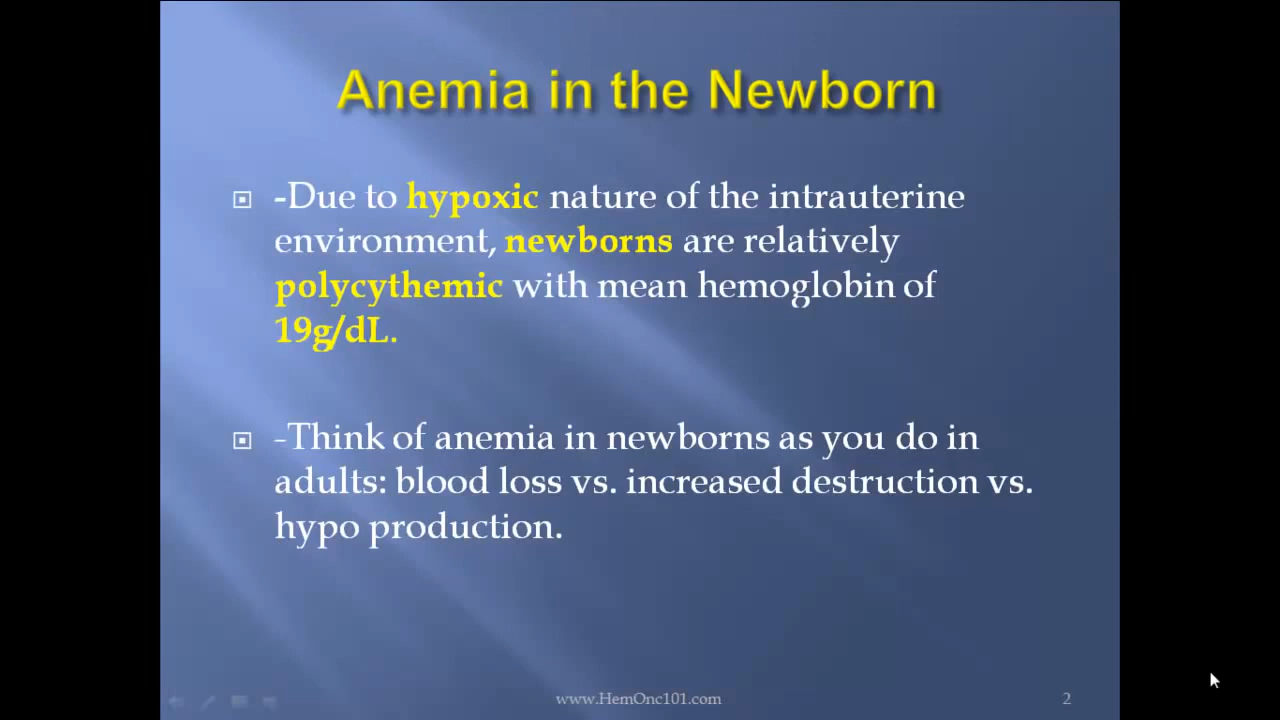 Anemia in the Newborn
-Due to hypoxic nature of the intrauterine
environment, newborns are relatively
polycythemic with mean hemoglobin of
19g/dL.
-Think of anemia in newborns as you do in
adults: blood loss vs. increased destruction vs.
hypo production.
www.HemOnc101.com
2